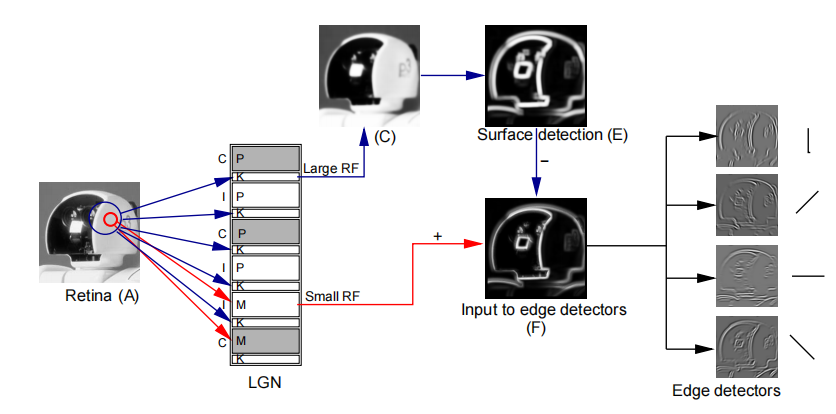 (C)
Surface detection (E)
C P
K
Large RF
I P
K
C P
K
I P
K
I M
Small RF
K
C M
K
–
+
Retina (A)
LGN
Input to edge detectors
(F)
Edge detectors